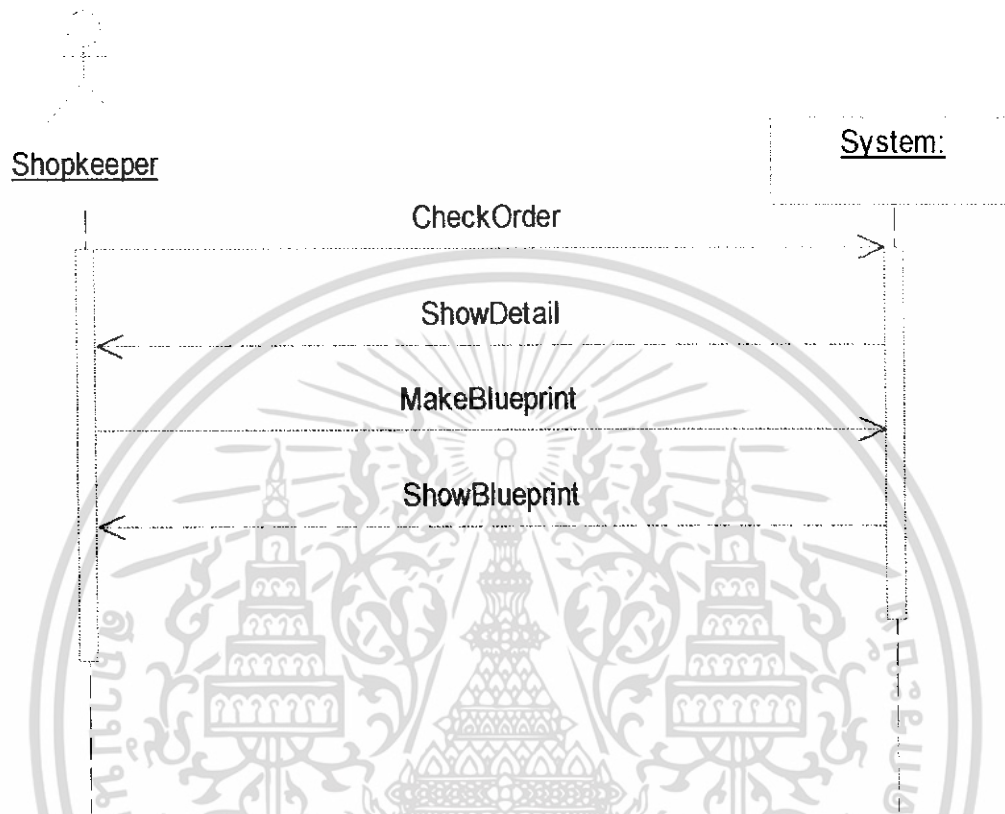 Shopkeeper
System:
CheckOrder
ShowDetail
MakeBlueprint
ShowBlueprint